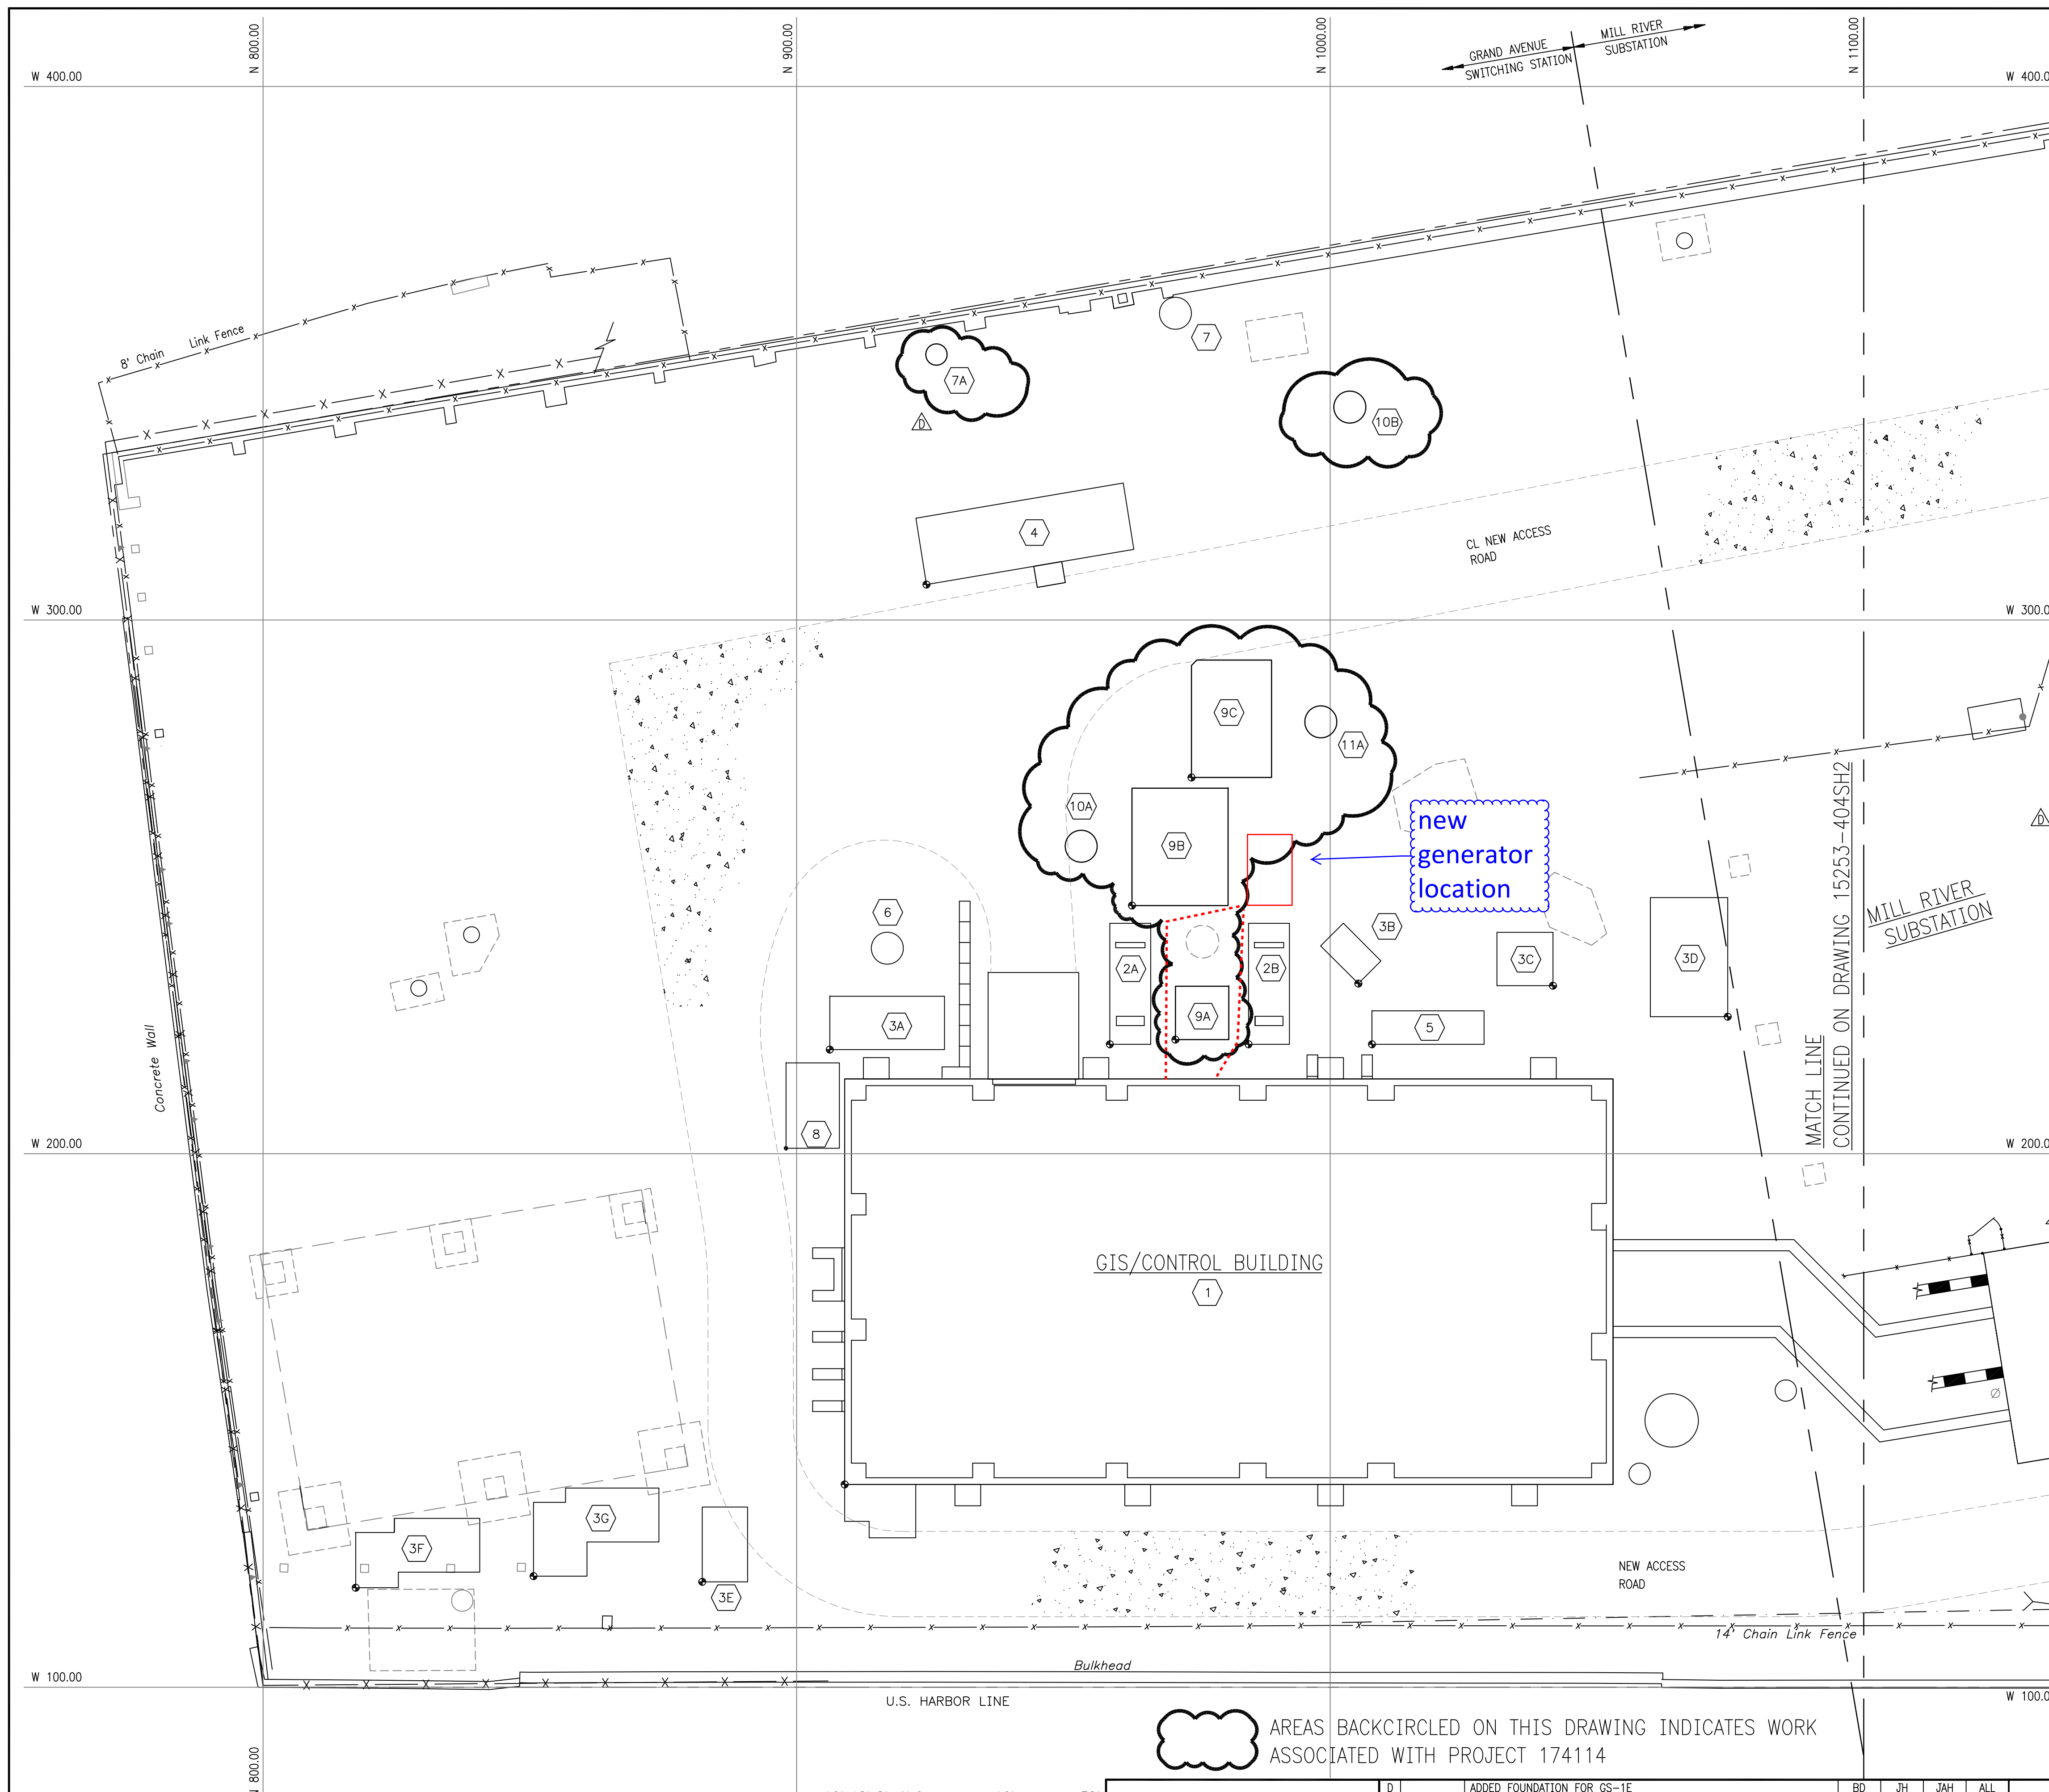 N 800.00
N 900.00
N 1000.00
N 1100.00
GRAND AVENUE
SWITCHING STATION
MILL RIVER
SUBSTATION
W 400.00
8' Chain Link Fence
7
7A
D
10B
4
CL NEW ACCESS
ROAD
W 300.00
W 300.0
9C
11A
10A
9B
new
generator
location
D
6
3B
2A
2B
3C
3D
3A
9A
5
8
MATCH LINE
CONTINUED ON DRAWING 15253-404SH2
MILL RIVER
SUBSTATION
Concrete Wall
W 200.00
W 200.0
GIS/CONTROL BUILDING
1
3F
3G
3E
NEW ACCESS
ROAD
14' Chain Link Fence
Bulkhead
W 100.00
W 100.0
U.S. HARBOR LINE
AREAS BACKCIRCLED ON THIS DRAWING INDICATES WORK
ASSOCIATED WITH PROJECT 174114
N 800.00
D ADDED FOUNDATION FOR GS-1E BD JH JAH ALL